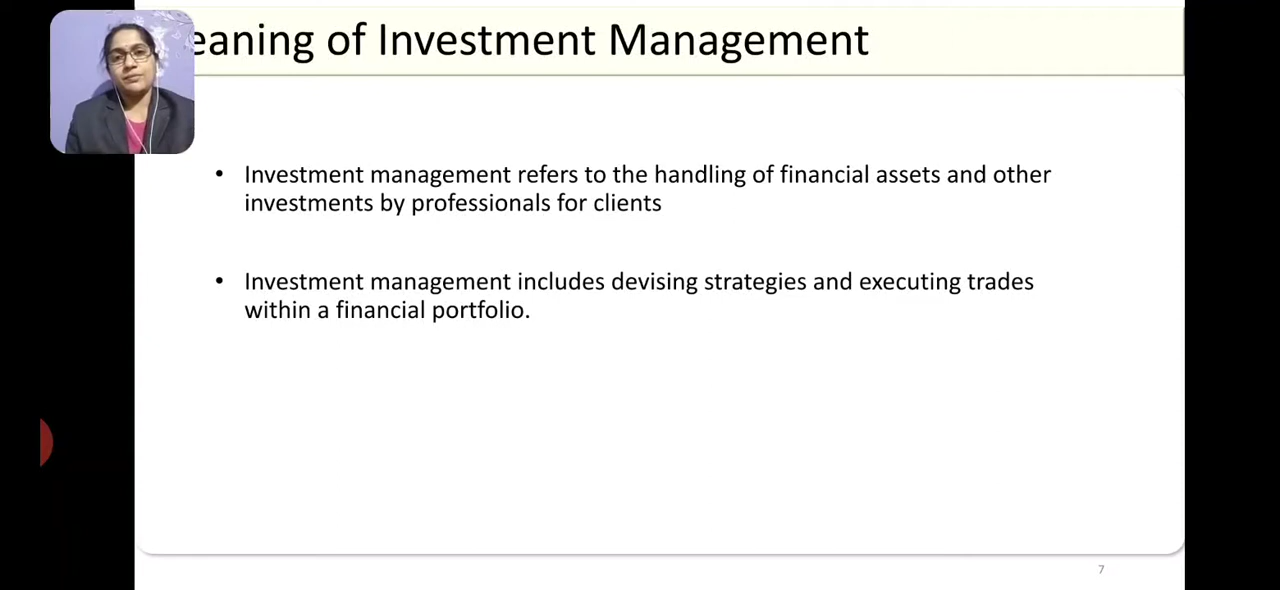 eaning of Investment Management
• Investment management refers to the handling of financial assets and other
investments by professionals for clients
• Investment management includes devising strategies and executing trades
within a financial portfolio.
7